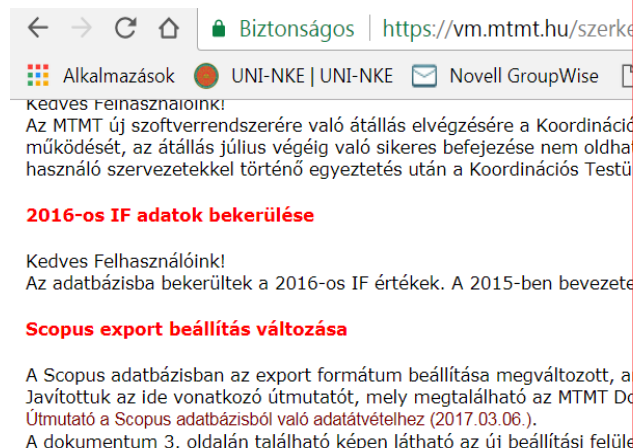 Biztonságos https://vm.mtmt.hu/szerke
Alkalmazások UNI-NKE | UNI-NKE Novell GroupWise
Kedves Felhasználóink!
Az MTMT új szoftverrendszerére való átállás elvégzésére a Koordináció
működését, az átállás július végéig való sikeres befejezése nem oldhat
használó szervezetekkel történő egyeztetés után a Koordinációs Testü
2016-os IF adatok bekerülése
Kedves Felhasználóink!
Az adatbázisba bekerültek a 2016-os IF értékek. A 2015-ben bevezete
Scopus export beállítás változása
A Scopus adatbázisban az export formátum beállítása megváltozott, a
Javítottuk az ide vonatkozó útmutatót, mely megtalálható az MTMT Do
Útmutató a Scopus adatbázisból való adatátvételhez (2017.03.06.).
A dokumentum 3. oldalán található képen látható az új beállítási felüle